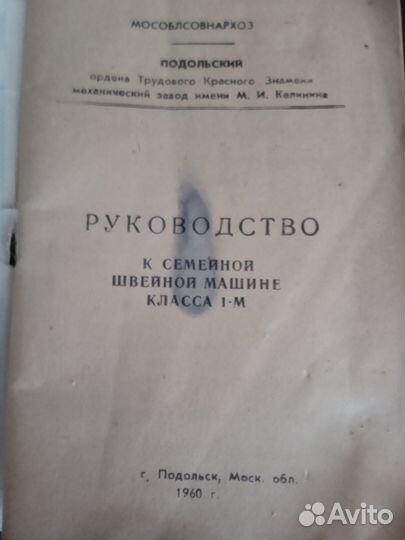 МОСОБЛСОВНАРХОЗ
ПОДОЛЬСКИЙ
ордена Трудового Красного Знамени
механический завод имени М. И. Калинина
РУКОВОДСТВО
К СЕМЕЙНОЙ
ШВЕЙНОЙ МАШИНЕ
КЛАССА 1-М
г. Подольск, Моск. обл.
1960 г.
Avito